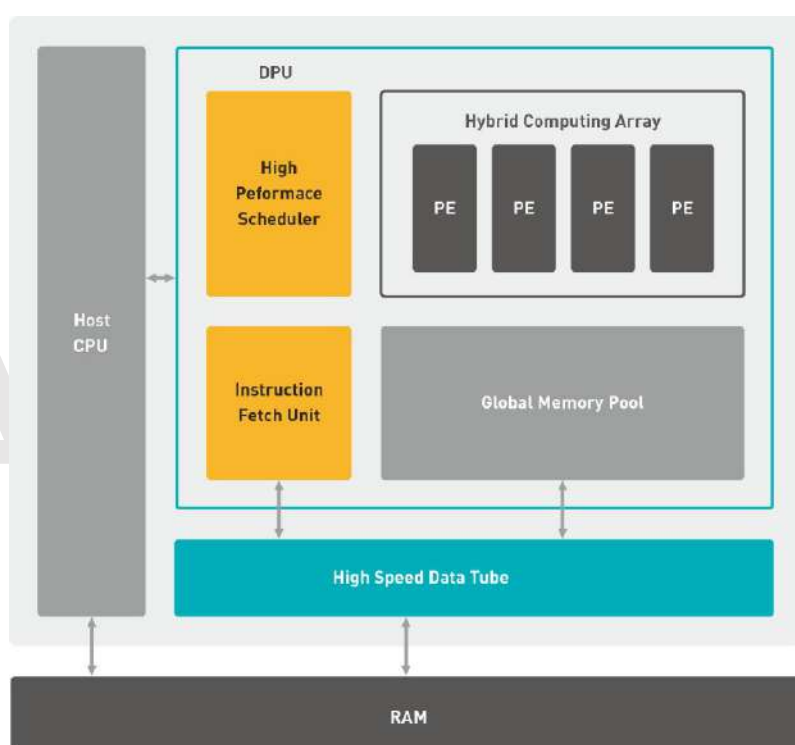 DPU
High
Peformace
Scheduler
Hybrid Computing Array
PE
PE
PE
PE
Host
CPU
Instruction
Fetch Unit
Global Memory Pool
High Speed Data Tube
RAM